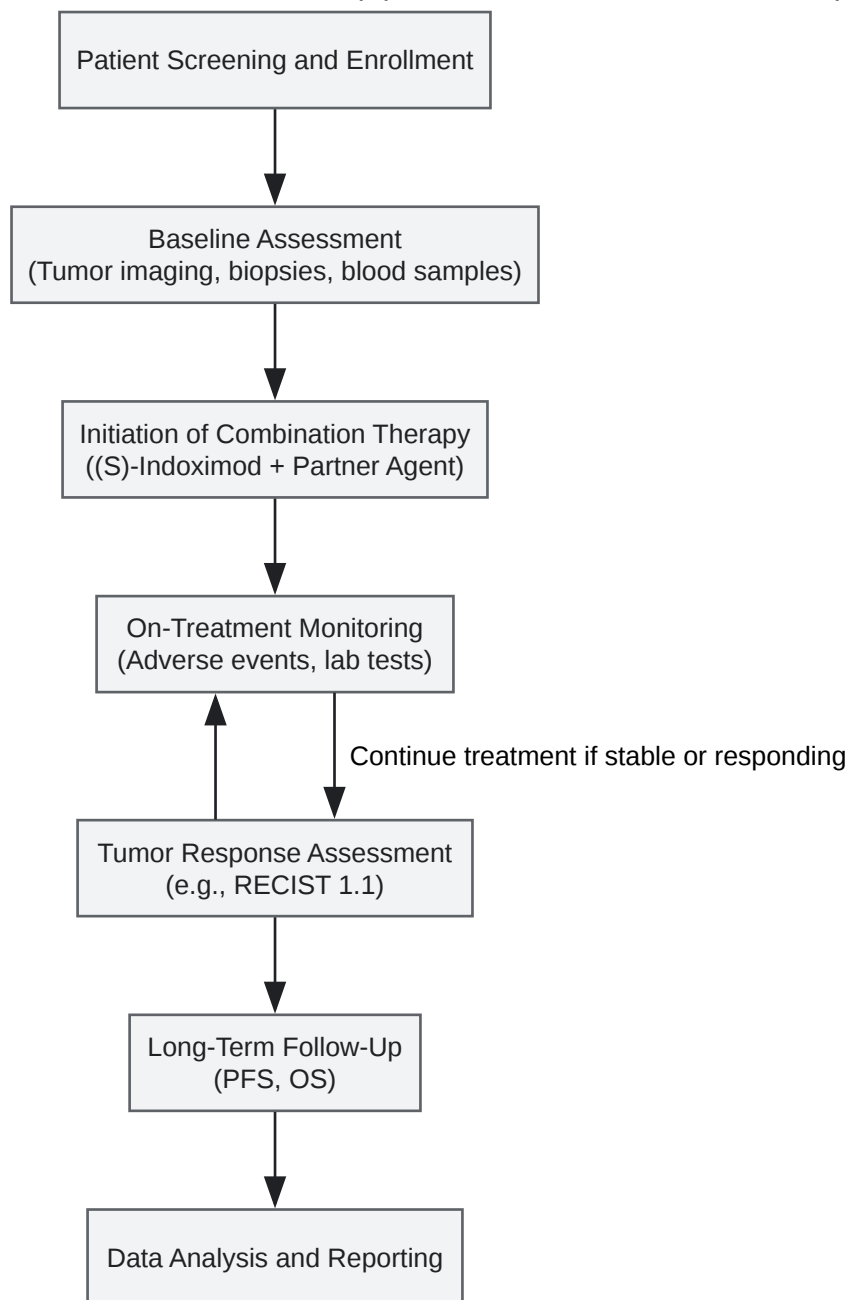 Patient Screening and Enrollment
Baseline Assessment
(Tumor imaging, biopsies, blood samples)
Initiation of Combination Therapy
((S)-Indoximod + Partner Agent)
On-Treatment Monitoring
(Adverse events, lab tests)
Continue treatment if stable or responding
Tumor Response Assessment
(e.g., RECIST 1.1)
Long-Term Follow-Up
(PFS, OS)
Data Analysis and Reporting